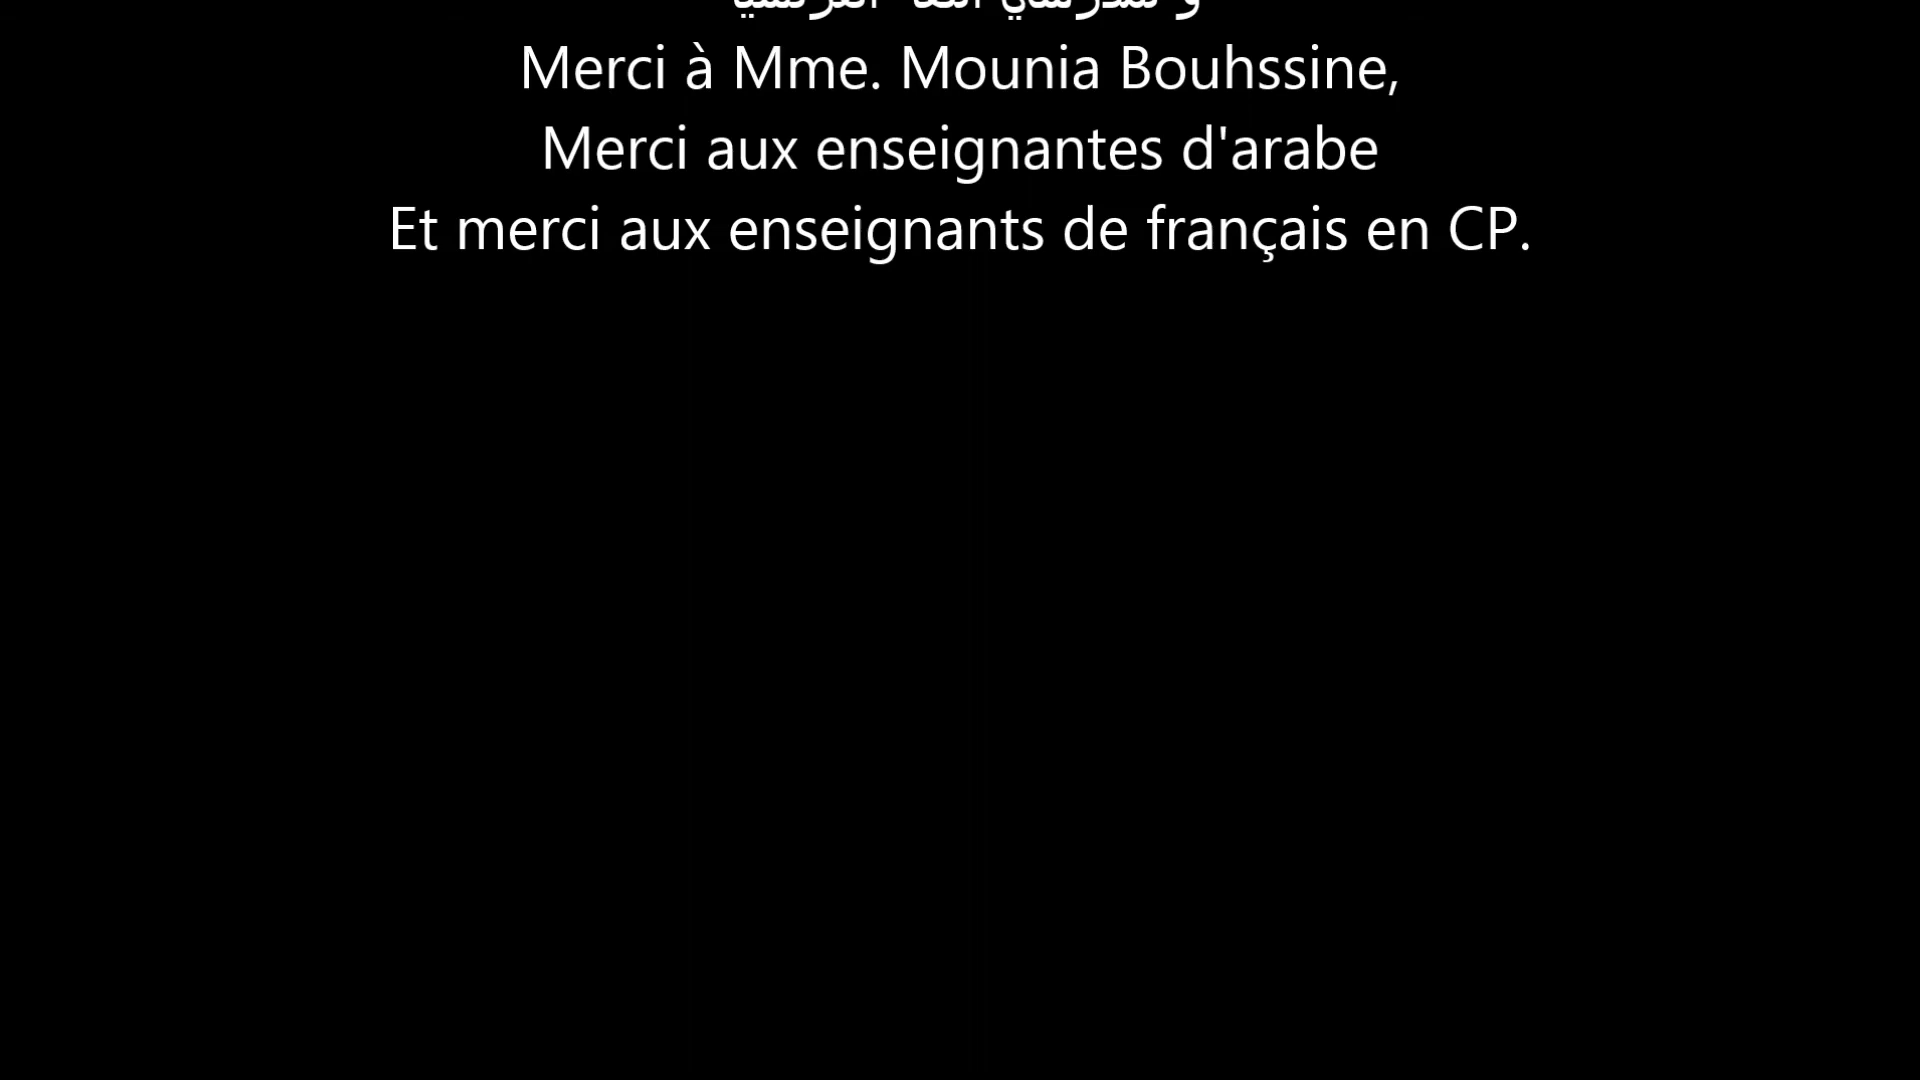 Merci à Mme. Mounia Bouhssine,
Merci aux enseignantes d'arabe
Et merci aux enseignants de français en CP.